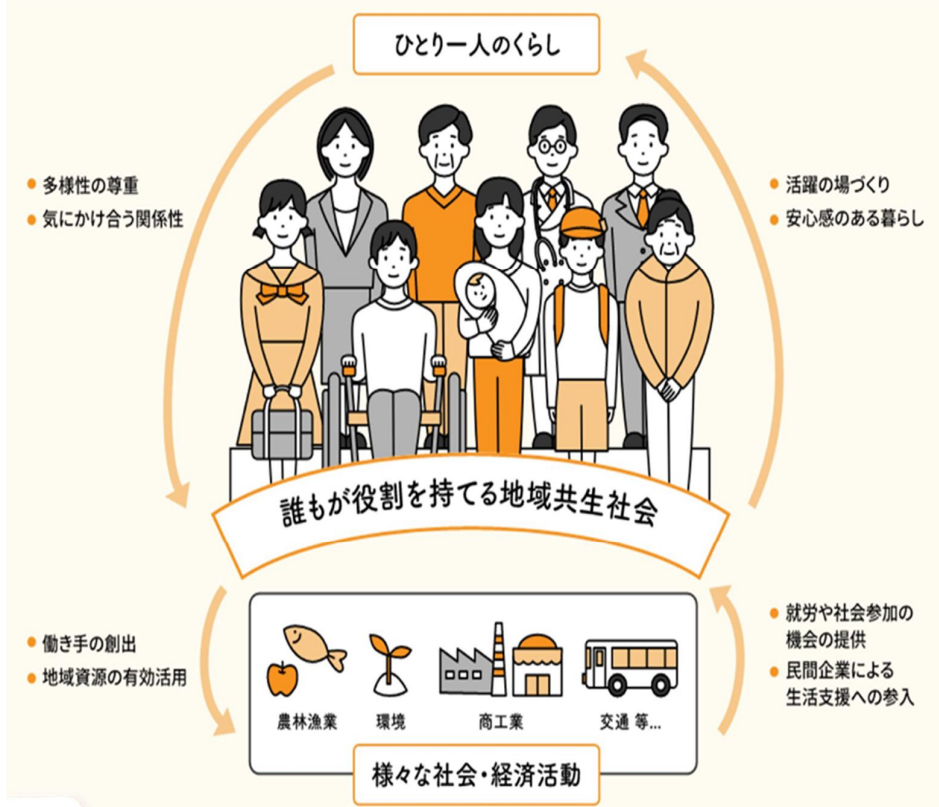 ひとり一人のくらし
● 多様性の尊重
● 気にかけ合う関係性
● 活躍の場づくり
● 安心感のある暮らし
誰もが役割を持てる地域共生社会
● 働き手の創出
● 地域資源の有効活用
● 就労や社会参加の
機会の提供
● 民間企業による
生活支援への参入
農林漁業
環境
商工業
交通 等...
様々な社会・経済活動